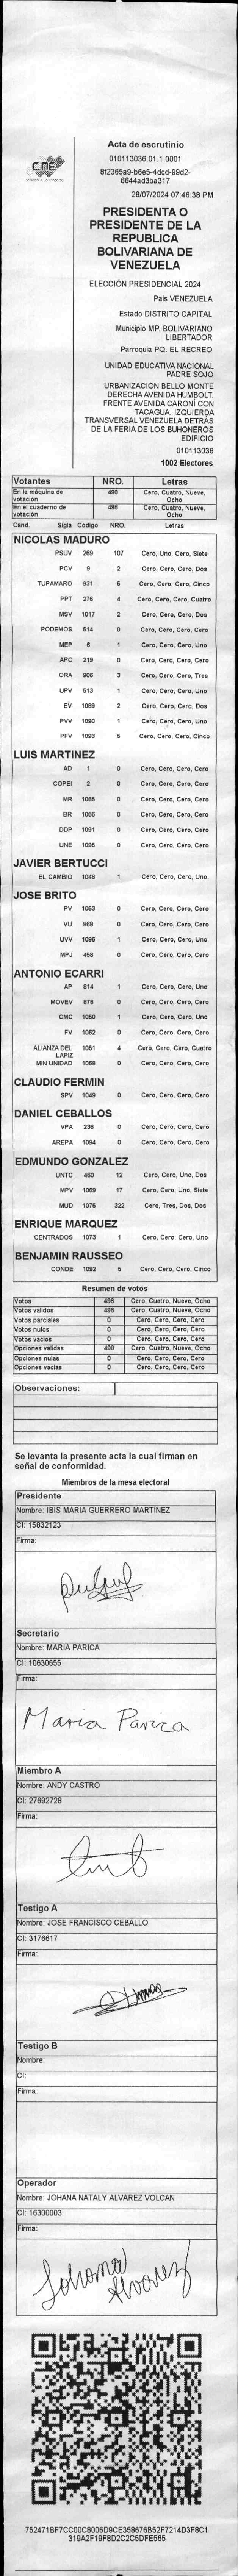 CNE
Acta de escrutinio
010113036.01.1.0001
8f2365a9-b6e5-4dcd-99d2-
6644ad3ba317
28/07/2024 07:46:38 PM
PRESIDENTA O
PRESIDENTE DE LA
REPUBLICA
BOLIVARIANA DE
VENEZUELA
ELECCIÓN PRESIDENCIAL 2024
País VENEZUELA
Estado DISTRITO CAPITAL
Municipio MP. BOLIVARIANO
LIBERTADOR
Parroquia PQ. EL RECREO
UNIDAD EDUCATIVA NACIONAL
PADRE SOJO
URBANIZACION BELLO MONTE
DERECHA AVENIDA HUMBOLT.
FRENTE AVENIDA CARONÍ CON
TACAGUA. IZQUIERDA
TRANSVERSAL VENEZUELA DETRÁS
DE LA FERIA DE LOS BUHONEROS
EDIFICIO
010113036
1002 Electores
Votantes NRO. Letras
En la máquina de votación 498 Cero, Cuatro, Nueve, Ocho
En el cuaderno de votación 498 Cero, Cuatro, Nueve, Ocho
Cand. Sigla Código NRO. Letras
NICOLAS MADURO
PSUV 269 107 Cero, Uno, Cero, Siete
PCV 9 2 Cero, Cero, Cero, Dos
TUPAMARO 931 5 Cero, Cero, Cero, Cinco
PPT 276 4 Cero, Cero, Cero, Cuatro
MSV 1017 2 Cero, Cero, Cero, Dos
PODEMOS 514 0 Cero, Cero, Cero, Cero
MEP 6 1 Cero, Cero, Cero, Uno
APC 219 0 Cero, Cero, Cero, Cero
ORA 906 3 Cero, Cero, Cero, Tres
UPV 513 1 Cero, Cero, Cero, Uno
EV 1089 2 Cero, Cero, Cero, Dos
PVV 1090 1 Cero, Cero, Cero, Uno
PFV 1093 5 Cero, Cero, Cero, Cinco
LUIS MARTINEZ
AD 1 0 Cero, Cero, Cero, Cero
COPEI 2 0 Cero, Cero, Cero, Cero
MR 1065 0 Cero, Cero, Cero, Cero
BR 1066 0 Cero, Cero, Cero, Cero
DDP 1091 0 Cero, Cero, Cero, Cero
UNE 1096 0 Cero, Cero, Cero, Cero
JAVIER BERTUCCI
EL CAMBIO 1048 1 Cero, Cero, Cero, Uno
JOSE BRITO
PV 1053 0 Cero, Cero, Cero, Cero
VU 868 0 Cero, Cero, Cero, Cero
UVV 1095 1 Cero, Cero, Cero, Uno
MPJ 458 0 Cero, Cero, Cero, Cero
ANTONIO ECARRI
AP 814 1 Cero, Cero, Cero, Uno
MOVEV 878 0 Cero, Cero, Cero, Cero
CMC 1060 1 Cero, Cero, Cero, Uno
FV 1062 0 Cero, Cero, Cero, Cero
ALIANZA DEL LAPIZ 1051 4 Cero, Cero, Cero, Cuatro
MIN UNIDAD 1068 0 Cero, Cero, Cero, Cero
CLAUDIO FERMIN
SPV 1049 0 Cero, Cero, Cero, Cero
DANIEL CEBALLOS
VPA 236 0 Cero, Cero, Cero, Cero
AREPA 1094 0 Cero, Cero, Cero, Cero
EDMUNDO GONZALEZ
UNTC 460 12 Cero, Cero, Uno, Dos
MPV 1069 17 Cero, Cero, Uno, Siete
MUD 1075 322 Cero, Tres, Dos, Dos
ENRIQUE MARQUEZ
CENTRADOS 1073 1 Cero, Cero, Cero, Uno
BENJAMIN RAUSSEO
CONDE 1092 5 Cero, Cero, Cero, Cinco
Resumen de votos
Votos 498 Cero, Cuatro, Nueve, Ocho
Votos validos 498 Cero, Cuatro, Nueve, Ocho
Votos parciales 0 Cero, Cero, Cero, Cero
Votos nulos 0 Cero, Cero, Cero, Cero
Votos vacios 0 Cero, Cero, Cero, Cero
Opciones validas 498 Cero, Cuatro, Nueve, Ocho
Opciones nulas 0 Cero, Cero, Cero, Cero
Opciones vacias 0 Cero, Cero, Cero, Cero
Observaciones:
Se levanta la presente acta la cual firman en
señal de conformidad.
Miembros de la mesa electoral
Presidente
Nombre: IBIS MARIA GUERRERO MARTINEZ
CI: 15832123
Firma:
Secretario
Nombre: MARIA PARICA
CI: 10630655
Firma:
Maria Parica
Miembro A
Nombre: ANDY CASTRO
CI: 27692728
Firma:
Testigo A
Nombre: JOSE FRANCISCO CEBALLO
CI: 3176617
Firma:
Testigo B
Nombre:
CI:
Firma:
Operador
Nombre: JOHANA NATALY ALVAREZ VOLCAN
CI: 16300003
Firma:
Johana Alvarez
752471BF7CC00C8006D9CE358676B52F7214D3F8C1
319A2F19F8D2C2C5DFE565